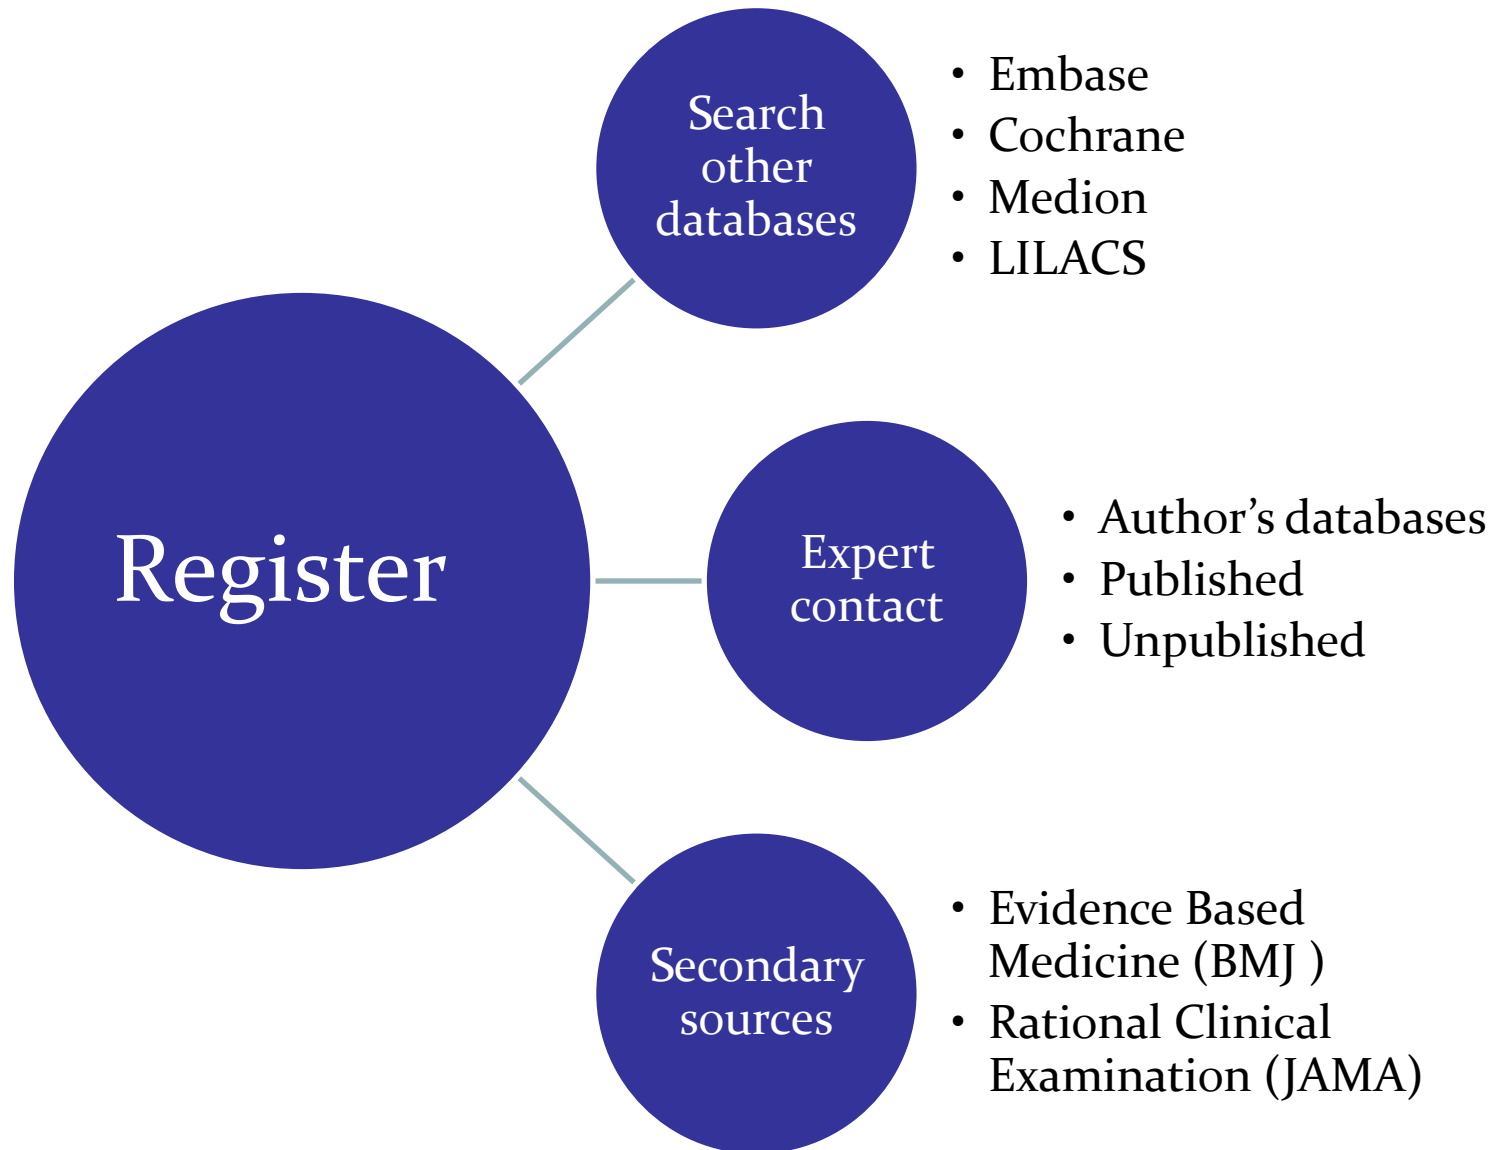 Search
other
databases
• Embase
• Cochrane
• Medion
• LILACS
Register
Expert
contact
• Author’s databases
• Published
• Unpublished
Secondary
sources
• Evidence Based
Medicine (BMJ )
• Rational Clinical
Examination (JAMA)